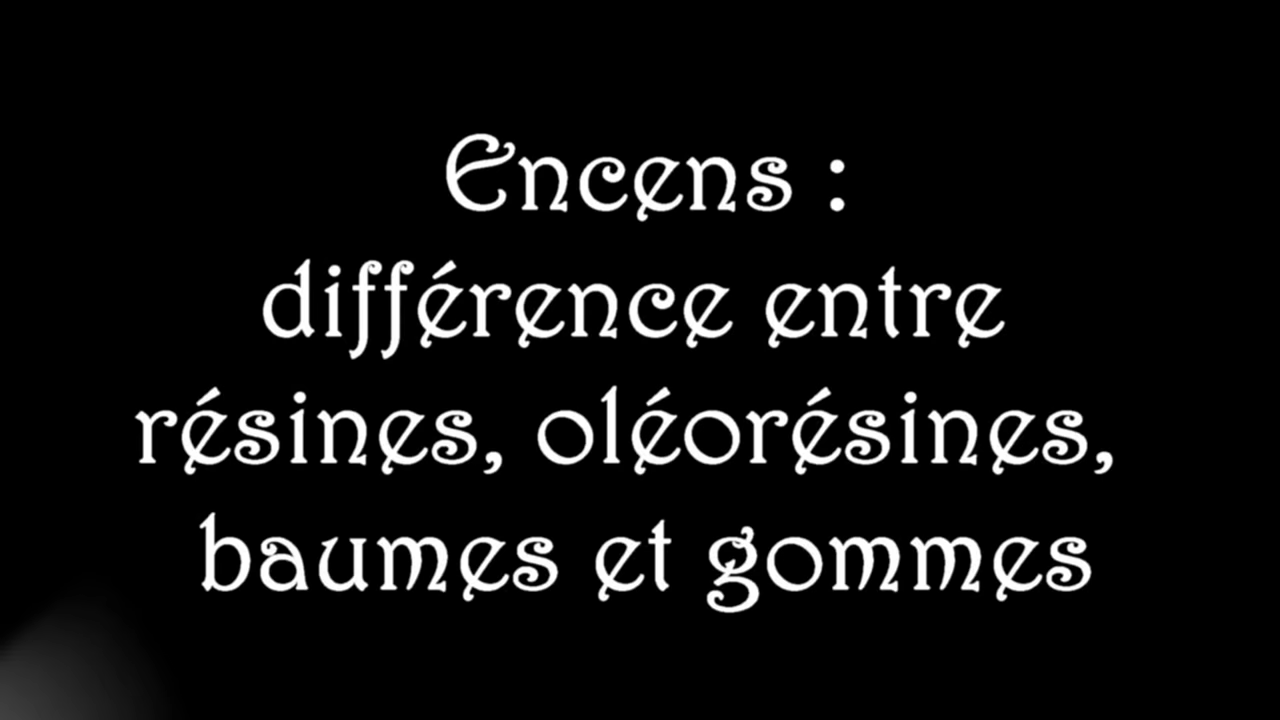 Encens :
différence entre
résines, oléorésines,
baumes et gommes